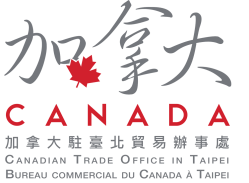 加拿大
CANADA
加拿大駐臺北貿易辦事處
CANADIAN TRADE OFFICE IN TAIPEI
BUREAU COMMERCIAL DU CANADA À TAIPEI